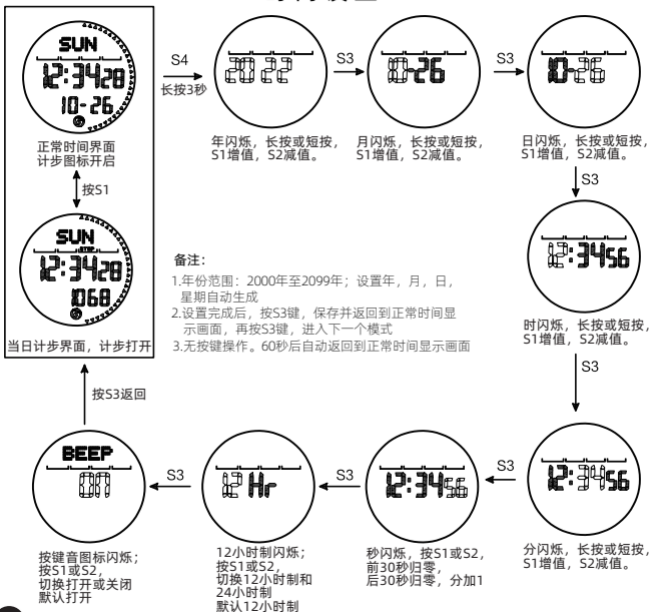 SUN
12:3428
10-26
正常时间界面
计步图标开启
按S1
SUN
STEP
12:3428
1068
当日计步界面，计步打开
S4
长按3秒
2022
年闪烁，长按或短按，
S1增值，S2减值。
S3
10-26
月闪烁，长按或短按，
S1增值，S2减值。
S3
10-26
日闪烁，长按或短按，
S1增值，S2减值。
S3
12:3456
时闪烁，长按或短按，
S1增值，S2减值。
S3
12:3456
分闪烁，长按或短按，
S1增值，S2减值。
S3
12:3456
秒闪烁，按S1或S2，
前30秒归零，
后30秒归零，分加1
S3
12 Hr
12小时制闪烁；
按S1或S2，
切换12小时制和
24小时制
默认12小时制
S3
BEEP
ON
按键音图标闪烁；
按S1或S2，
切换打开或关闭
默认打开
按S3返回
备注：
1.年份范围：2000年至2099年；设置年，月，日，
星期自动生成
2.设置完成后，按S3键，保存并返回到正常时间显
示画面，再按S3键，进入下一个模式
3.无按键操作。60秒后自动返回到正常时间显示画面